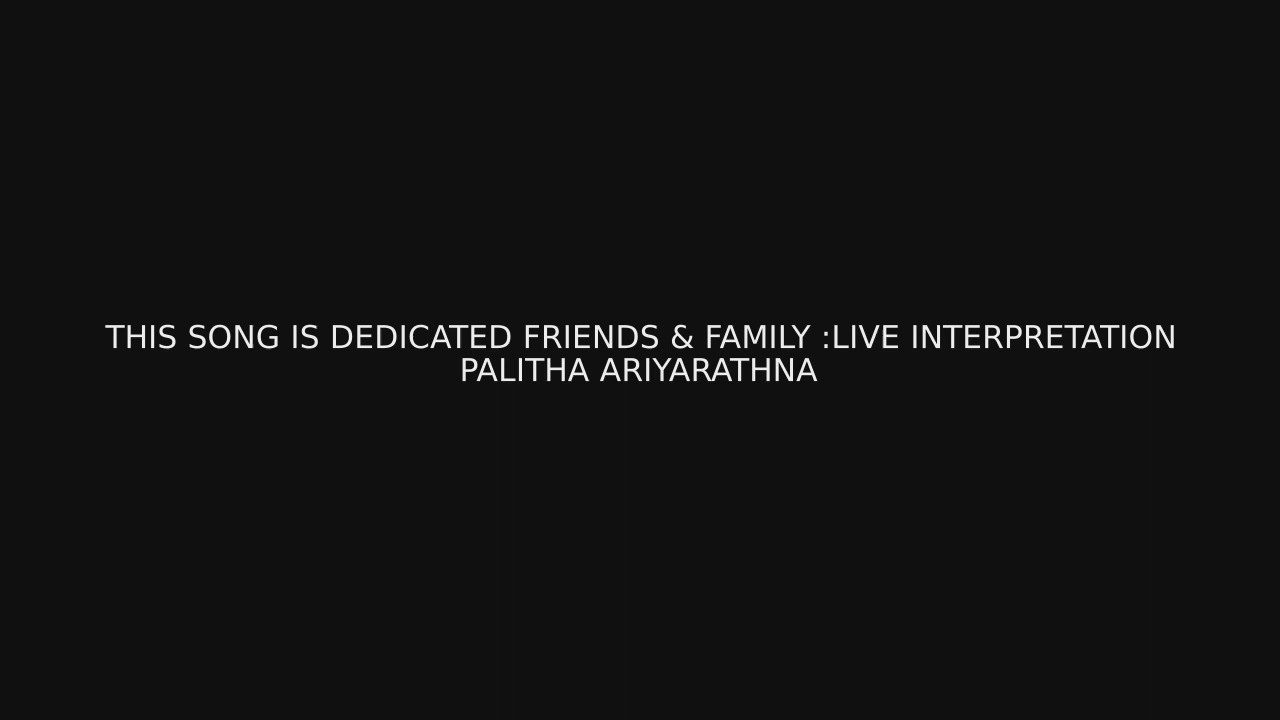 THIS SONG IS DEDICATED FRIENDS & FAMILY :LIVE INTERPRETATION
PALITHA ARIYARATHNA